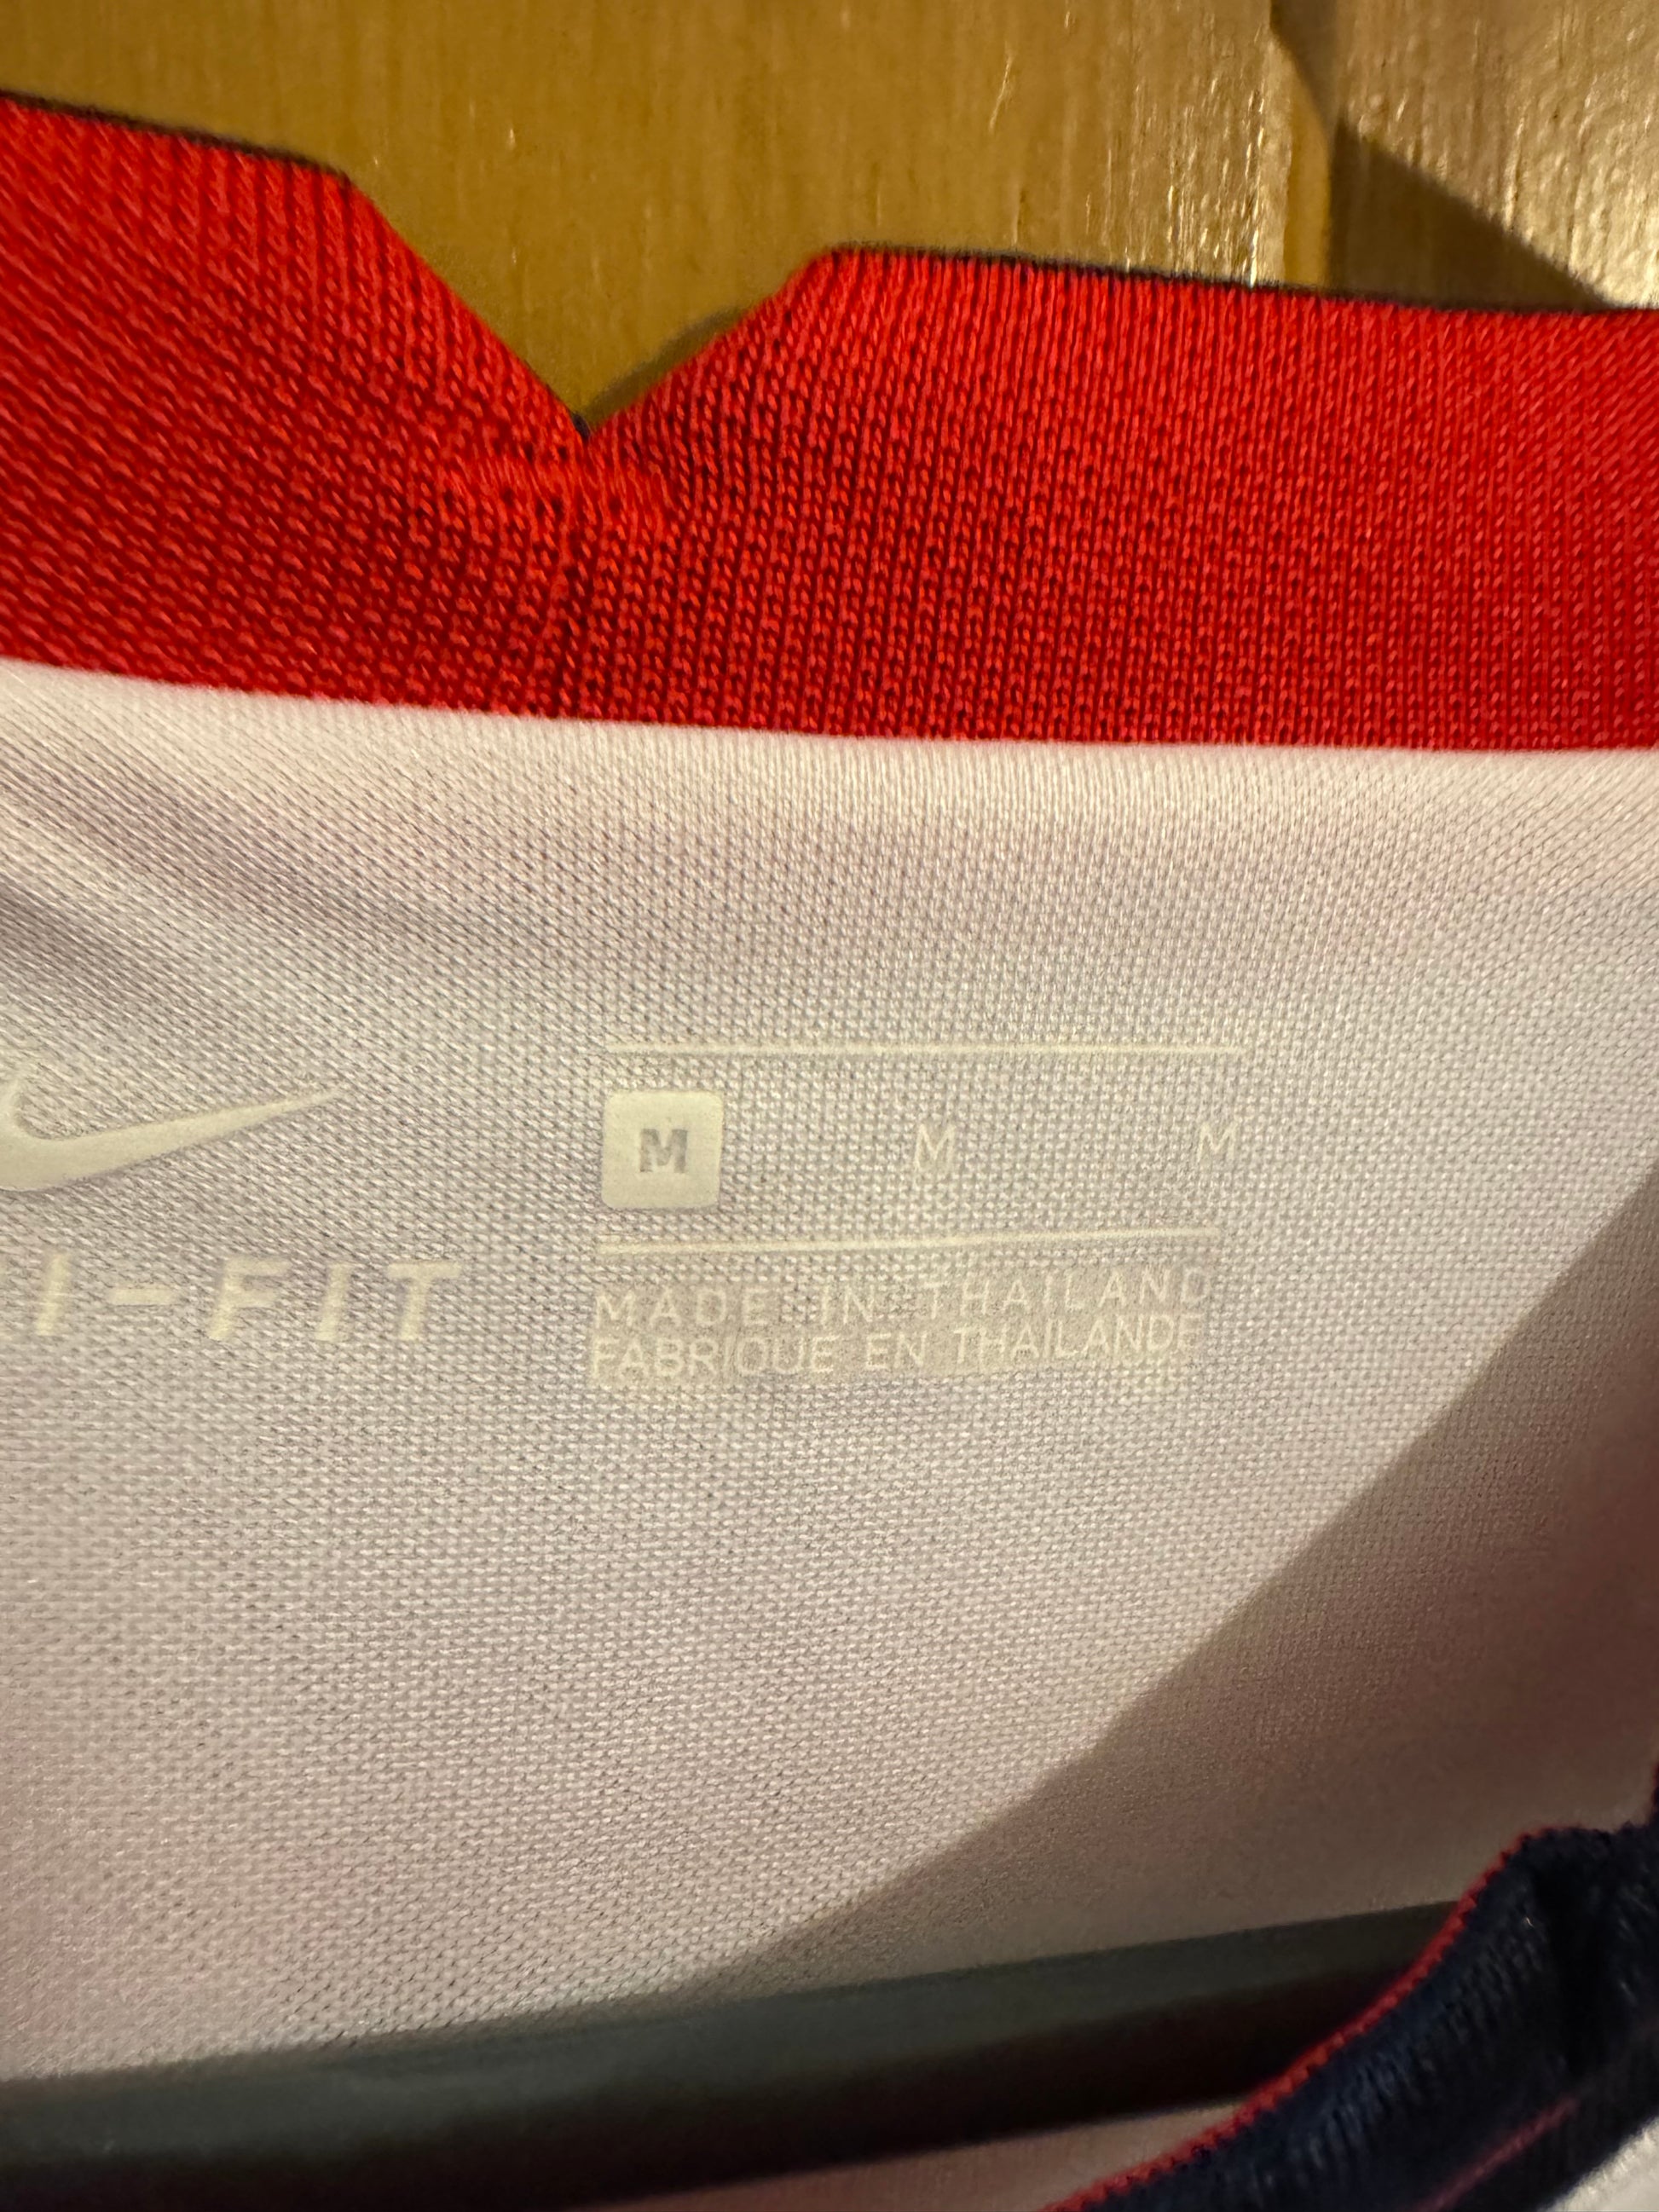 M M M
I-FIT
MADE IN THAILAND
FABRIQUE EN THAILANDE